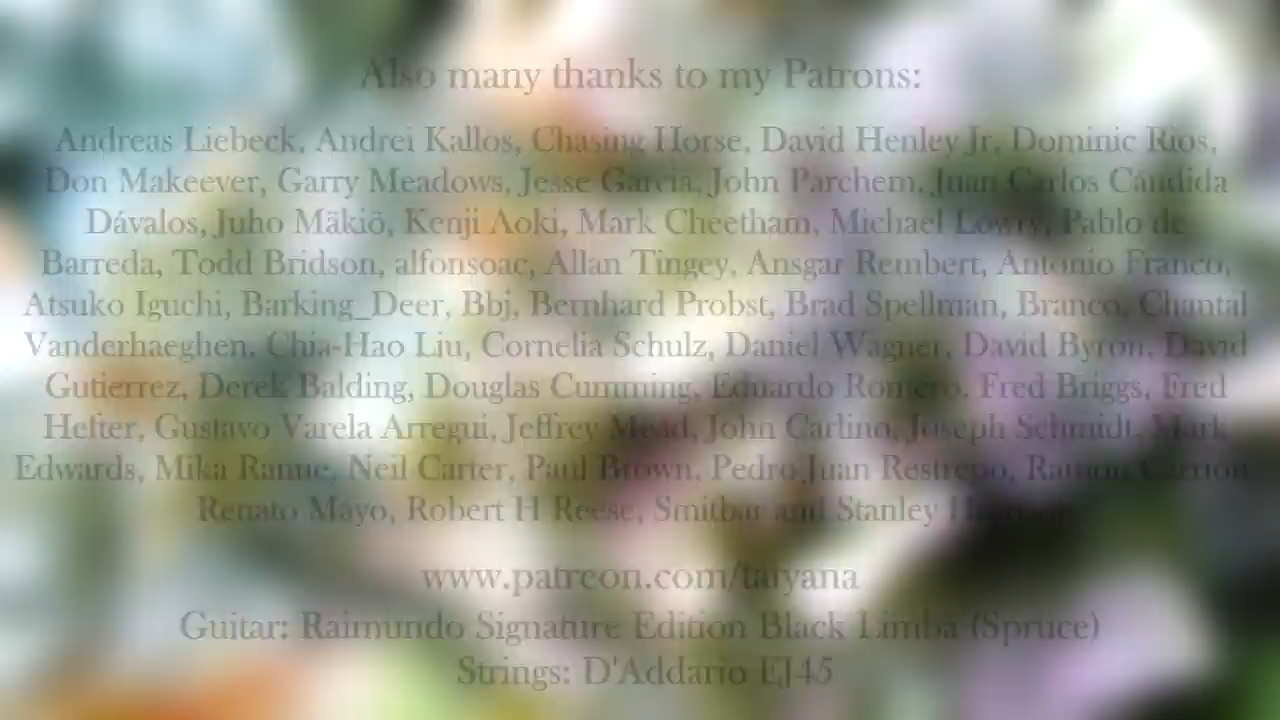 Also many thanks to my Patrons:
Andreas Liebeck, Andrei Kallos, Chasing Horse, David Henley Jr, Dominic Rios,
Don Makeever, Garry Meadows, Jesse Garcia, John Parchem, Juan Carlos Candida
Dávalos, Juho Mäkiö, Kenji Aoki, Mark Cheetham, Michael Lowry, Pablo de
Barreda, Todd Bridson, alfonsoac, Allan Tingey, Ansgar Rembert, Antonio Franco,
Atsuko Iguchi, Barking_Deer, Bbj, Bernhard Probst, Brad Spellman, Branco, Chantal
Vanderhaeghen, Chia-Hao Liu, Cornelia Schulz, Daniel Wagner, David Byron, David
Gutierrez, Derek Balding, Douglas Cumming, Eduardo Romero, Fred Briggs, Fred
Hefter, Gustavo Varela Arregui, Jeffrey Mead, John Carlino, Joseph Schmidt, Mark
Edwards, Mika Ranne, Neil Carter, Paul Brown, Pedro Juan Restrepo, Ramon Carrion
Renato Mayo, Robert H Reese, Smitbar and Stanley
www.patreon.com/taryana
Guitar: Raimundo Signature Edition Black Limba (Spruce)
Strings: D'Addario EJ45